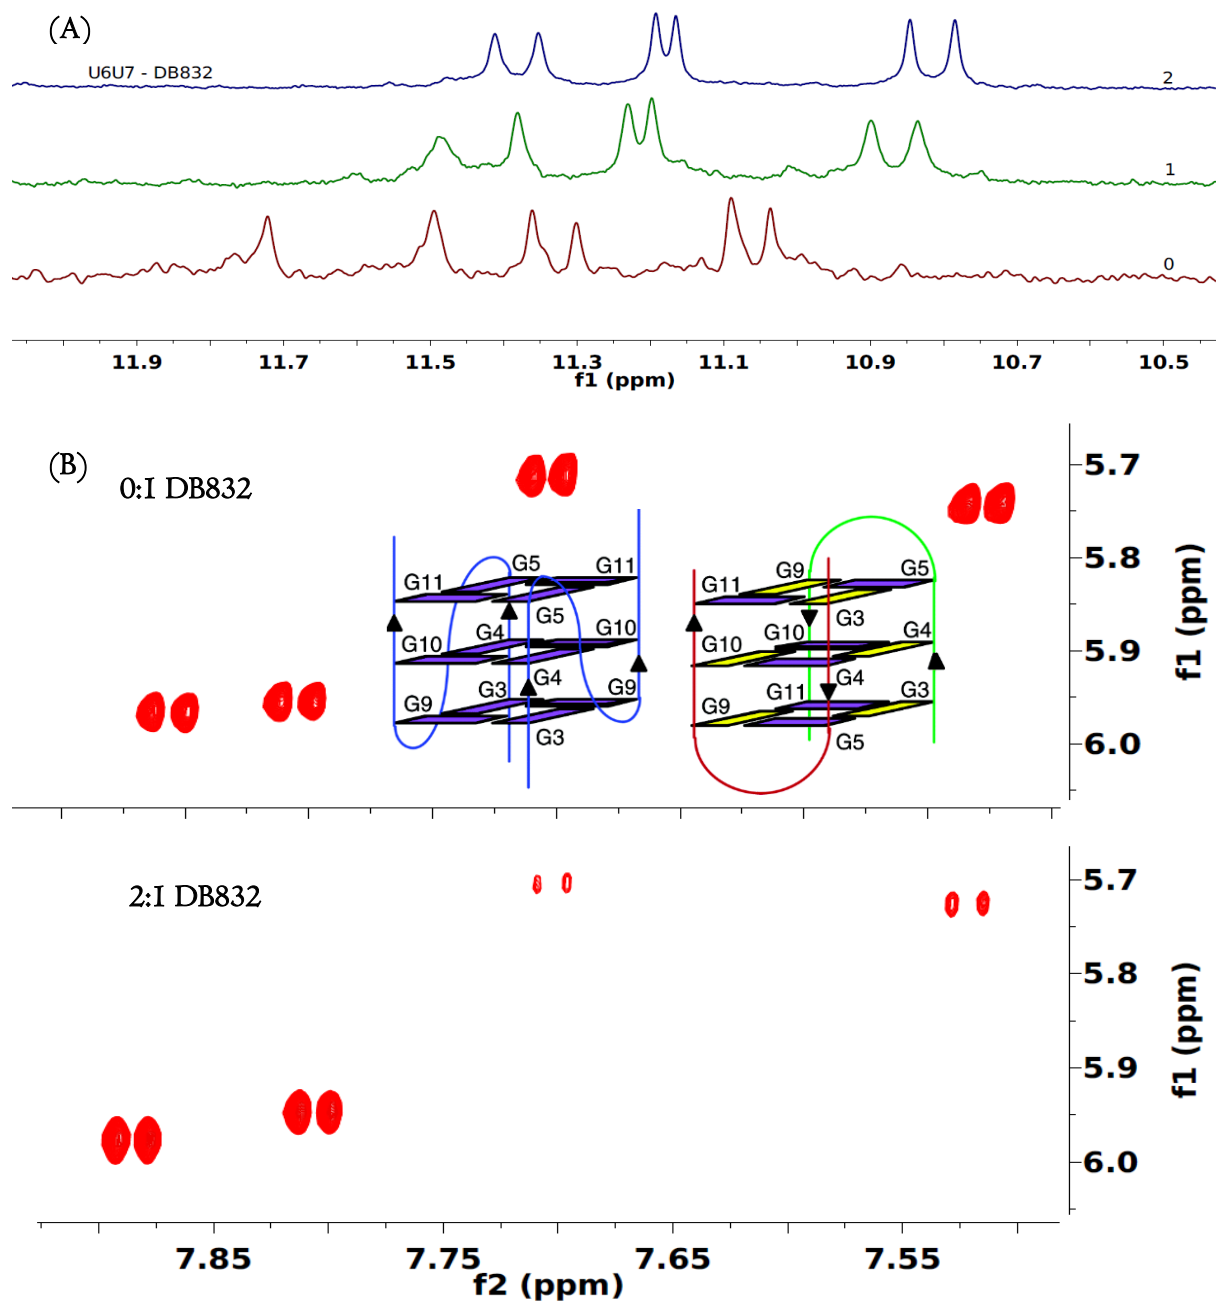 (A)
U6U7 - DB832
2
1
0
11.9 11.7 11.5 11.3 11.1 10.9 10.7 10.5
f1 (ppm)
(B)
0:1 DB832
5.7
5.8
5.9
6.0
f1 (ppm)
G11 G5 G11
G5
G10 G4 G10
G4
G9 G3 G9
G3
G11 G9 G5
G3
G10 G10 G4
G4
G9 G11 G3
G5
2:1 DB832
5.7
5.8
5.9
6.0
f1 (ppm)
7.85 7.75 7.65 7.55
f2 (ppm)